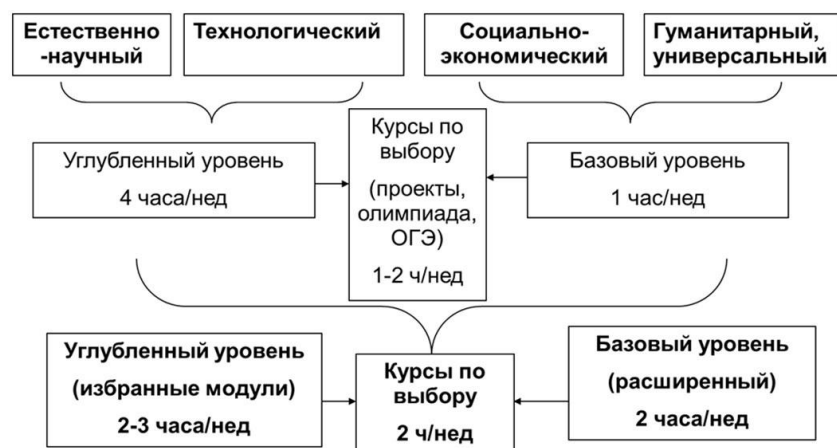 Естественно
-научный
Технологический
Социально-
экономический
Гуманитарный,
универсальный
Углубленный уровень
4 часа/нед
Курсы по
выбору
(проекты,
олимпиада,
ОГЭ)
1-2 ч/нед
Базовый уровень
1 час/нед
Углубленный уровень
(избранные модули)
2-3 часа/нед
Курсы по
выбору
2 ч/нед
Базовый уровень
(расширенный)
2 часа/нед